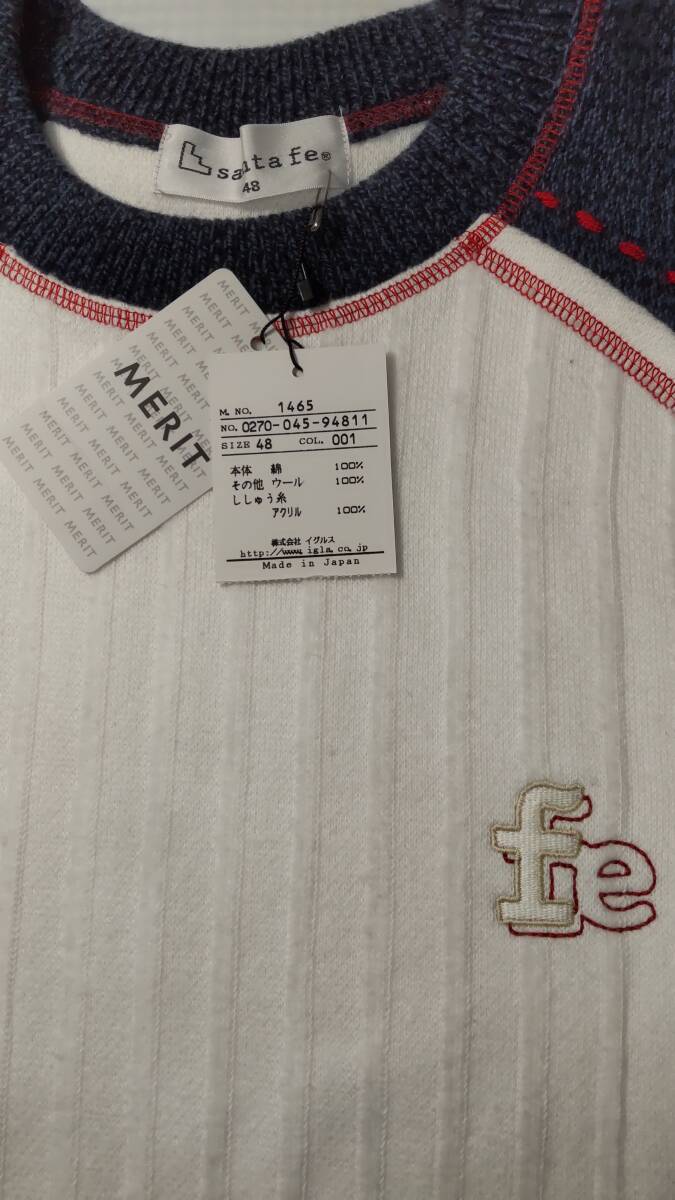 santa fe®
48
MERIT
M. NO. 1465
NO. 0270-045-94811
SIZE 48 COL. 001
本体 綿 100%
その他 ウール 100%
ししゅう糸
アクリル 100%
株式会社 イグルス
http://www.igla.co.jp
Made in Japan
fe